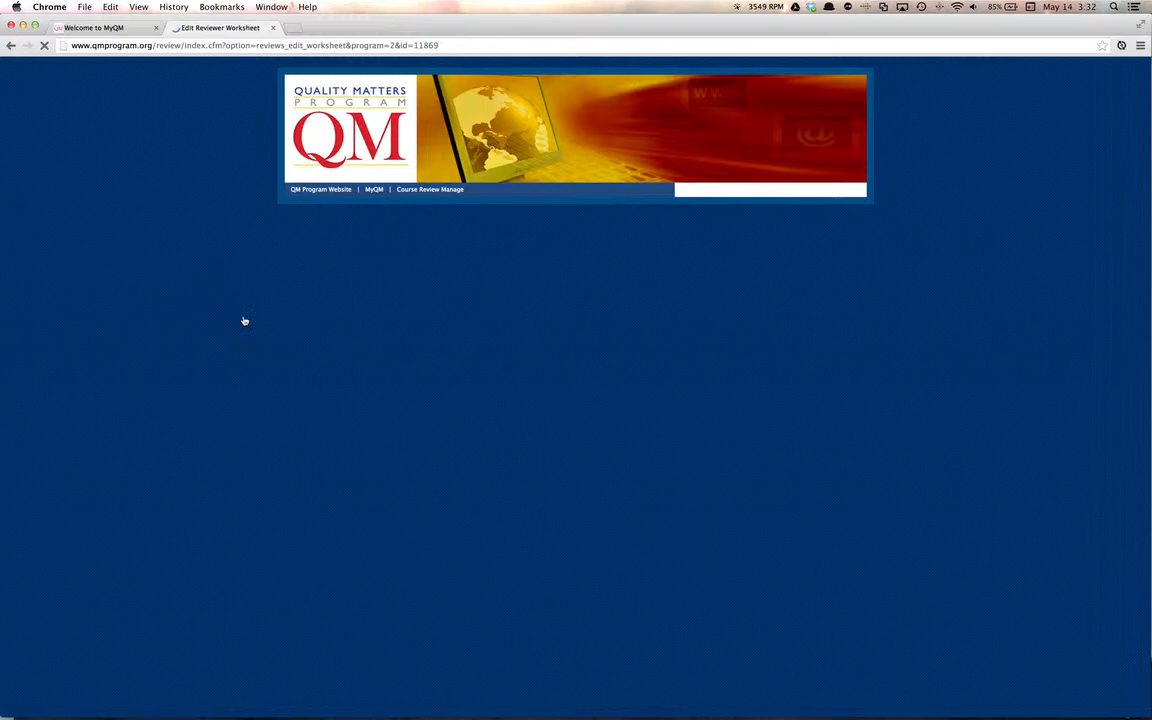 Chrome File Edit View History Bookmarks Window Help 3549 RPM 85% May 14 3:32
Welcome to MyQM Edit Reviewer Worksheet
www.qmprogram.org/review/index.cfm?option=reviews_edit_worksheet&program=2&id=11869
QUALITY MATTERS
PROGRAM
QM
WW
@
QM Program Website | MyQM | Course Review Manage